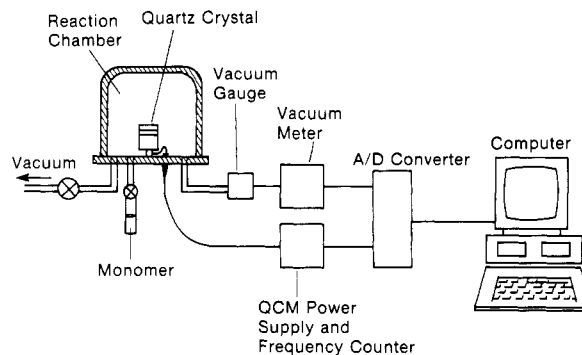 Reaction
Chamber
Quartz Crystal
Vacuum
Gauge
Vacuum
Meter
A/D Converter
Computer
Vacuum
Monomer
QCM Power
Supply and
Frequency Counter